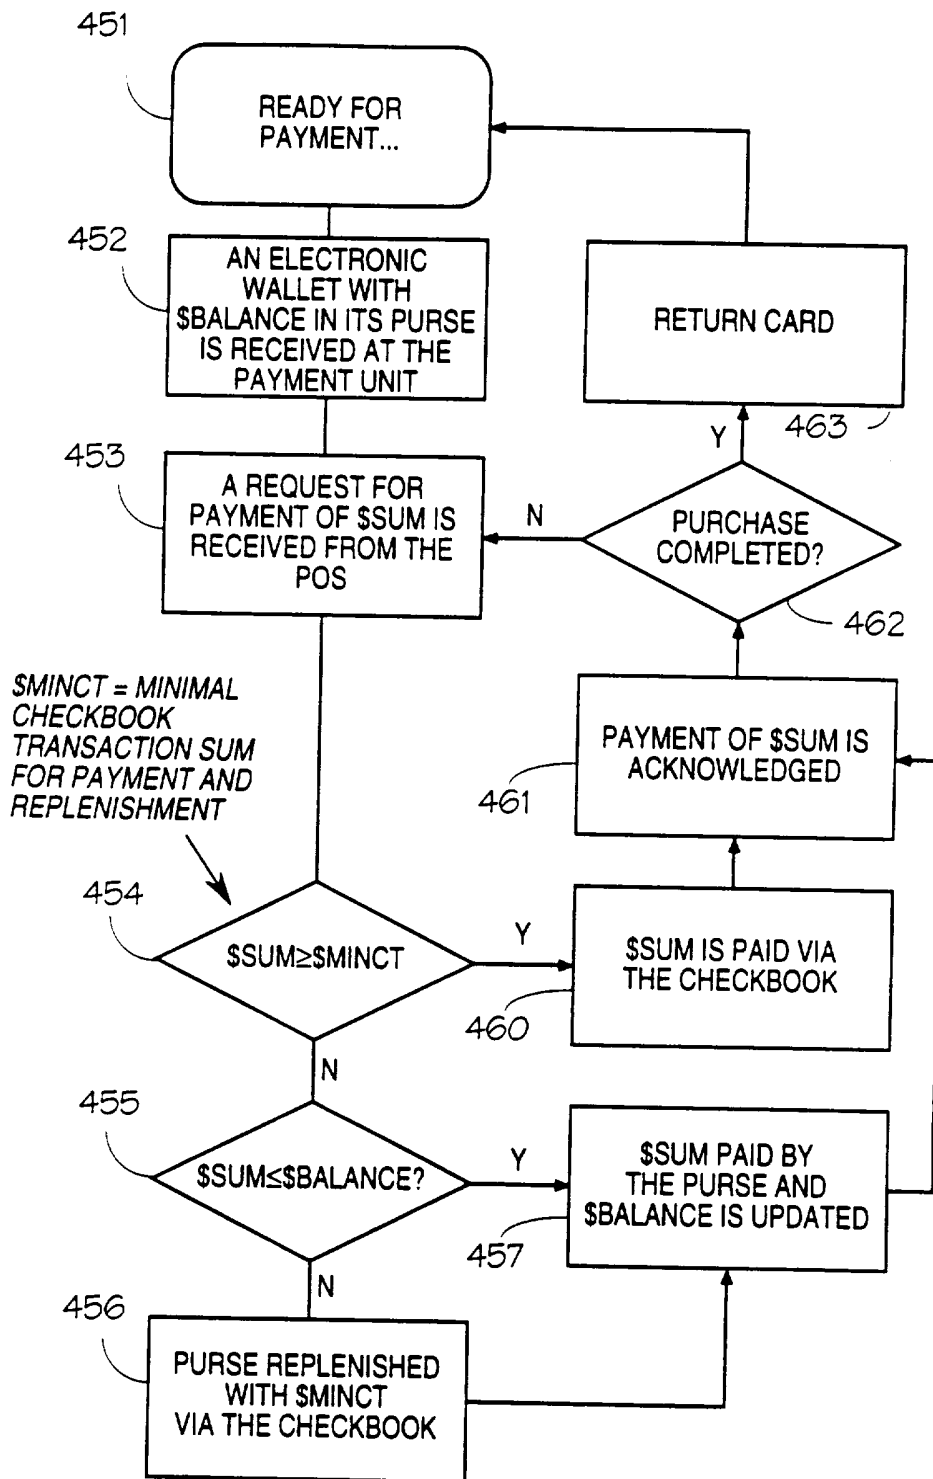 451
READY FOR
PAYMENT...
452
AN ELECTRONIC
WALLET WITH
$BALANCE IN ITS PURSE
IS RECEIVED AT THE
PAYMENT UNIT
RETURN CARD
463
453
A REQUEST FOR
PAYMENT OF $SUM IS
RECEIVED FROM THE
POS
N
Y
PURCHASE
COMPLETED?
462
$MINCT = MINIMAL
CHECKBOOK
TRANSACTION SUM
FOR PAYMENT AND
REPLENISHMENT
PAYMENT OF $SUM IS
ACKNOWLEDGED
461
454
$SUM≥$MINCT
Y
$SUM IS PAID VIA
THE CHECKBOOK
460
N
455
$SUM≤$BALANCE?
Y
$SUM PAID BY
THE PURSE AND
$BALANCE IS UPDATED
457
N
456
PURSE REPLENISHED
WITH $MINCT
VIA THE CHECKBOOK